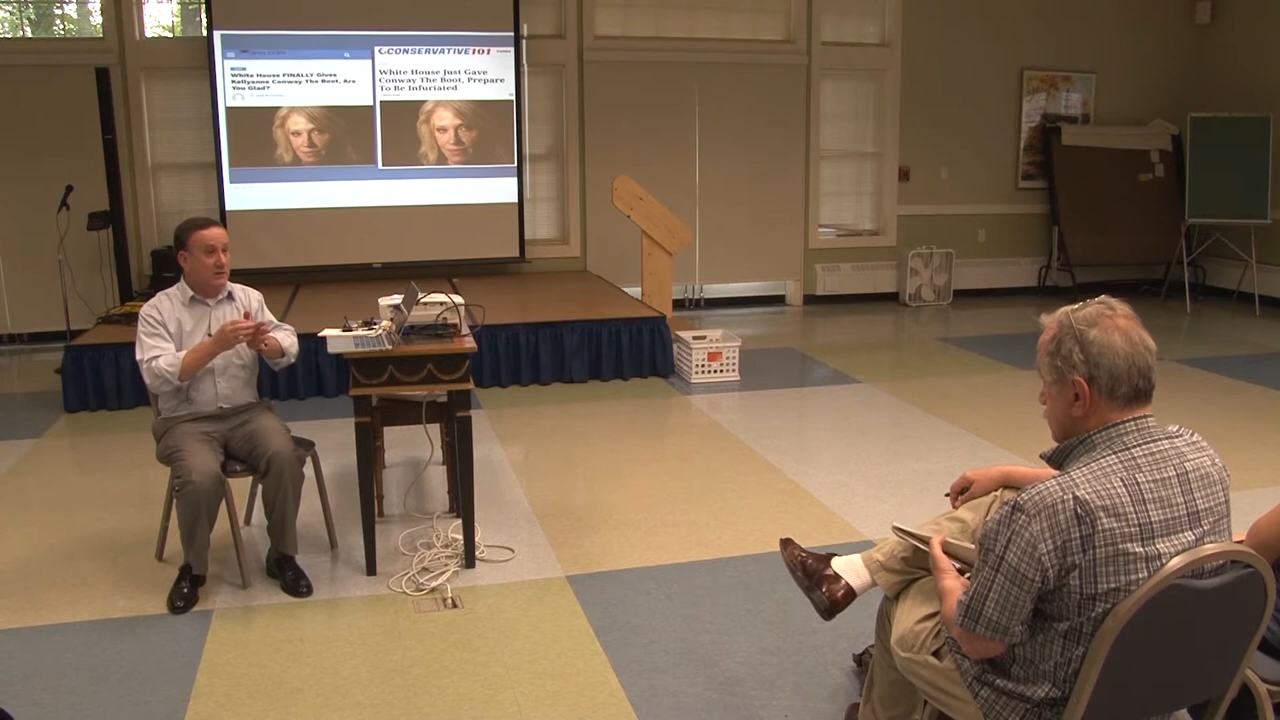 White House FINALLY Gives
Kellyanne Conway The Boot, Are
You Glad?
CONSERVATIVE101
White House Just Gave
Conway The Boot, Prepare
To Be Infuriated